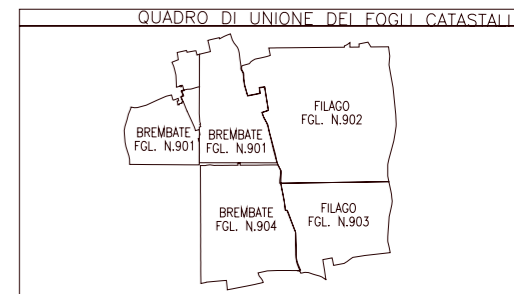 QUADRO DI UNIONE DEI FOGLI CATASTALI
FILAGO
FGL. N.902
BREMBATE
FGL. N.901
BREMBATE
FGL. N.901
BREMBATE
FGL. N.904
FILAGO
FGL. N.903